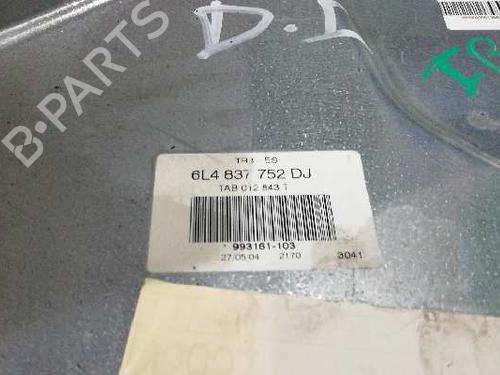 D.I
B-PARTS
6L4 837 752 DJ
TAB 012 843 T
993161-103
27/05/04 2170 3041